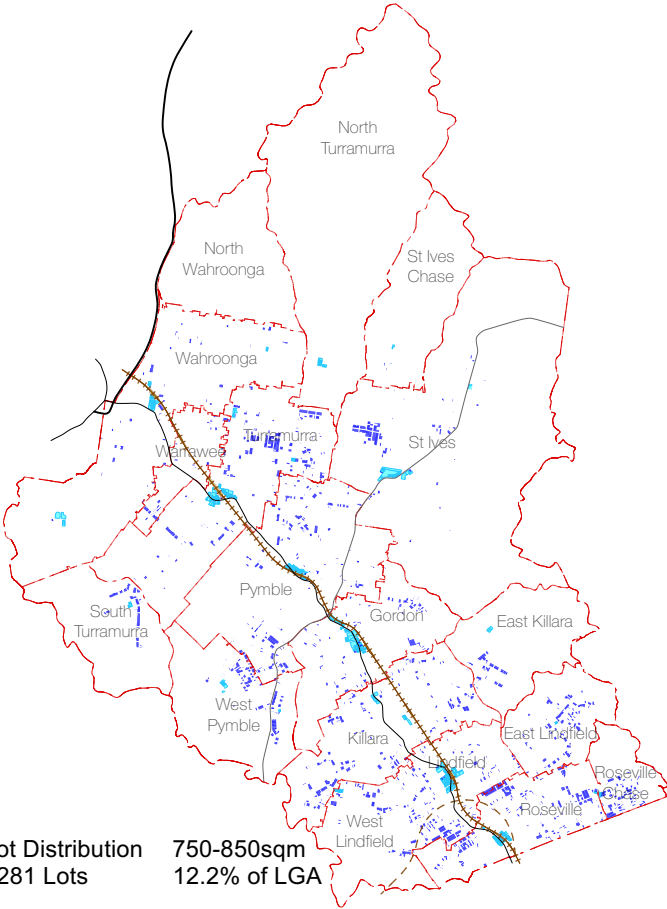 North
Turramurra
North
Wahroonga
St Ives
Chase
Wahroonga
Turramurra
St Ives
Warrawee
Pymble
Gordon
South
Turramurra
East Killara
West
Pymble
Killara
East Lindfield
Lindfield
Roseville
Chase
Roseville
West
Lindfield
ot Distribution 750-850sqm
281 Lots 12.2% of LGA